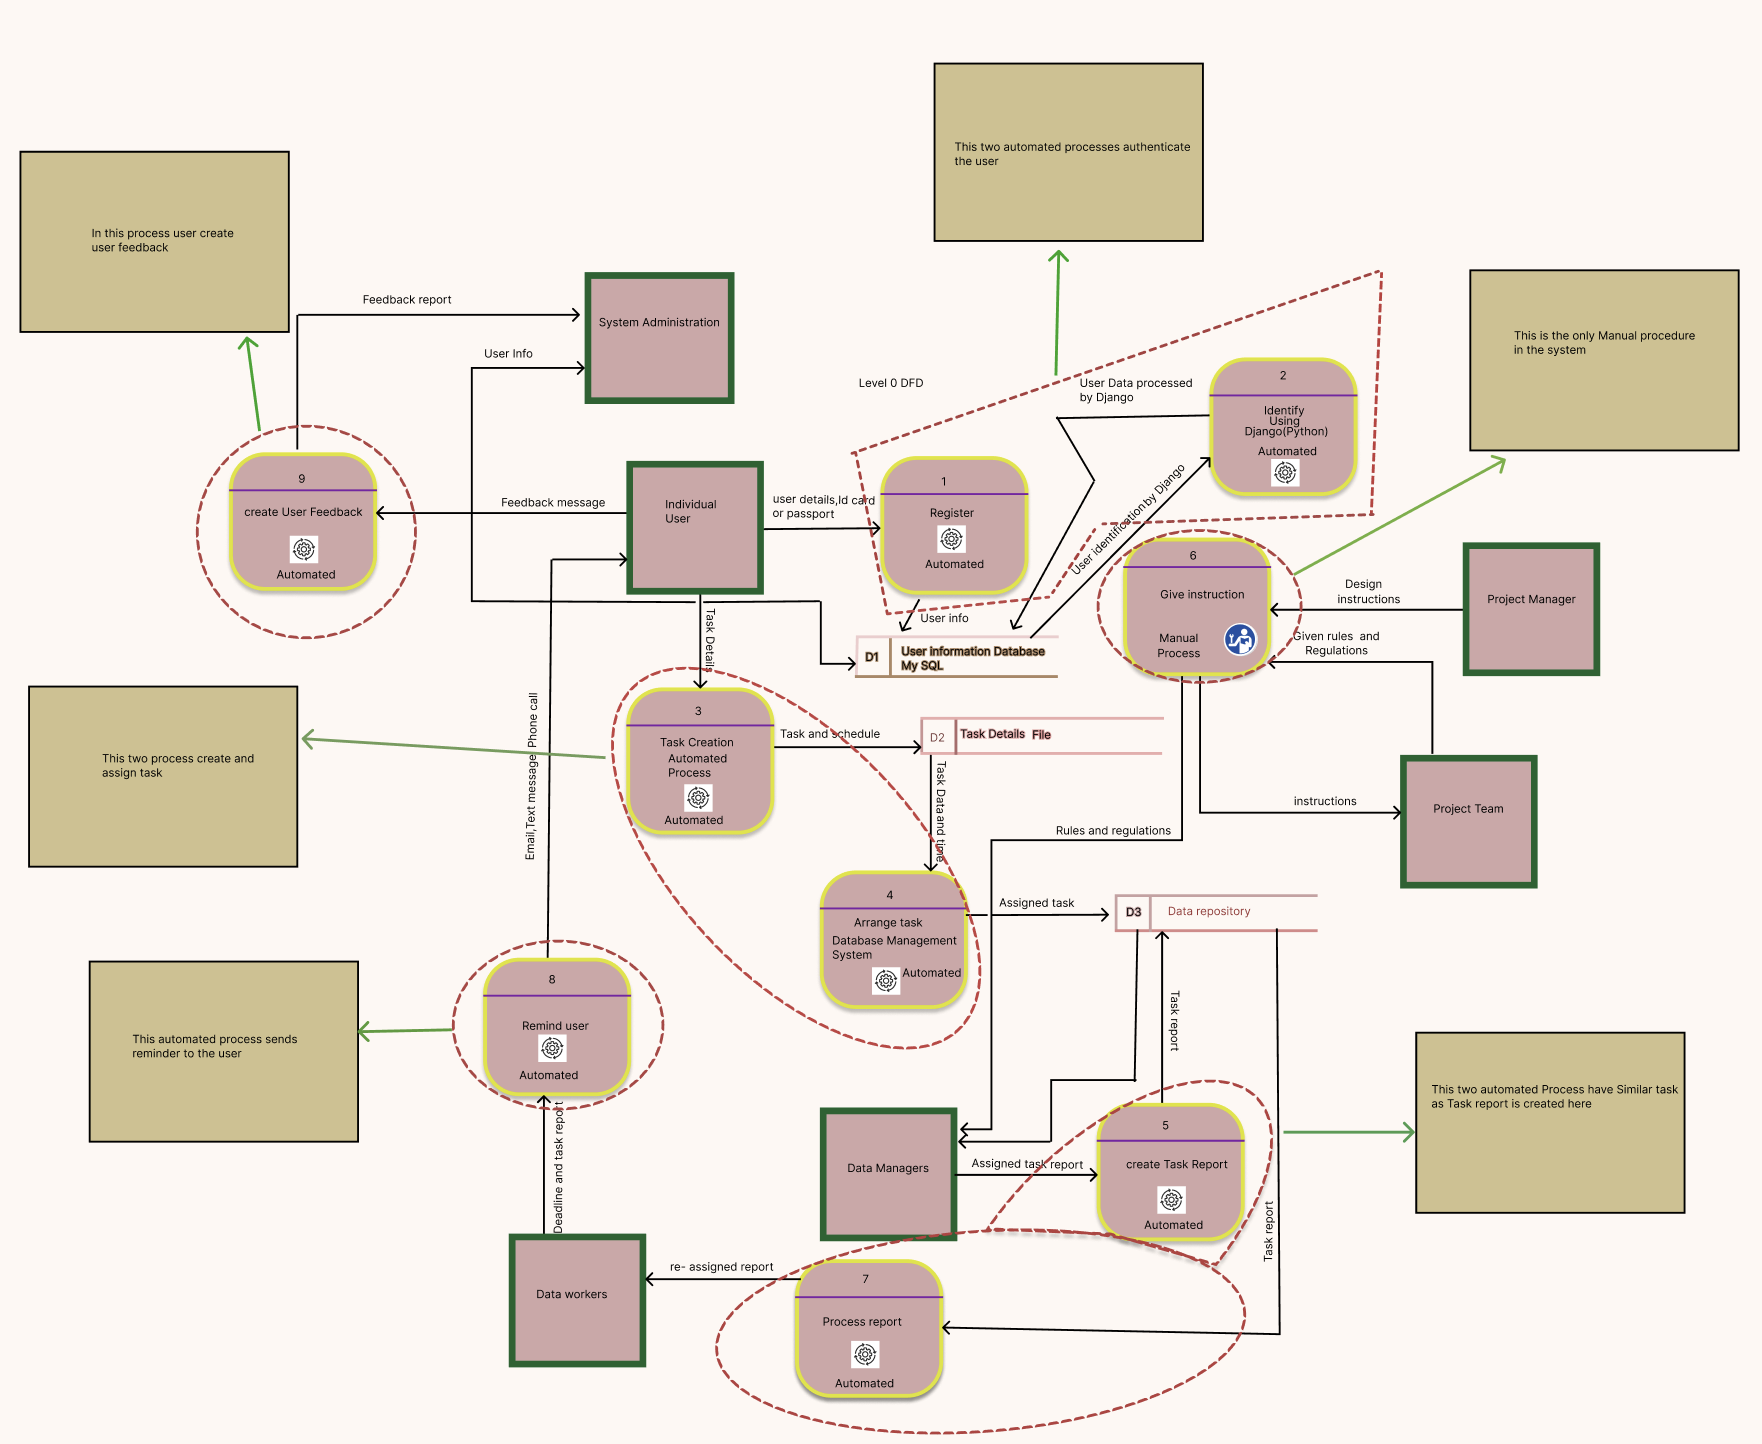 This two automated processes authenticate
the user
In this process user create
user feedback
Feedback report
System Administration
User Info
This is the only Manual procedure
in the system
Level 0 DFD
User Data processed
by Django
2
Identify
Using
Django(Python)
Automated
9
create User Feedback
Automated
Feedback message
Individual
User
user details,Id card
or passport
1
Register
Automated
User identification by Django
6
Give instruction
Manual
Process
Design
instructions
Project Manager
Given rules and
Regulations
User info
D1
User information Database
My SQL
Task Details
Email,Text message,Phone call
This two process create and
assign task
3
Task Creation
Automated
Process
Automated
Task and schedule
D2
Task Details File
Task Data and time
instructions
Project Team
Rules and regulations
4
Arrange task
Database Management
System
Automated
Assigned task
D3
Data repository
8
Remind user
Automated
This automated process sends
reminder to the user
Task report
This two automated Process have Similar task
as Task report is created here
5
create Task Report
Automated
Data Managers
Assigned task report
Deadline and task report
Task report
Data workers
re- assigned report
7
Process report
Automated